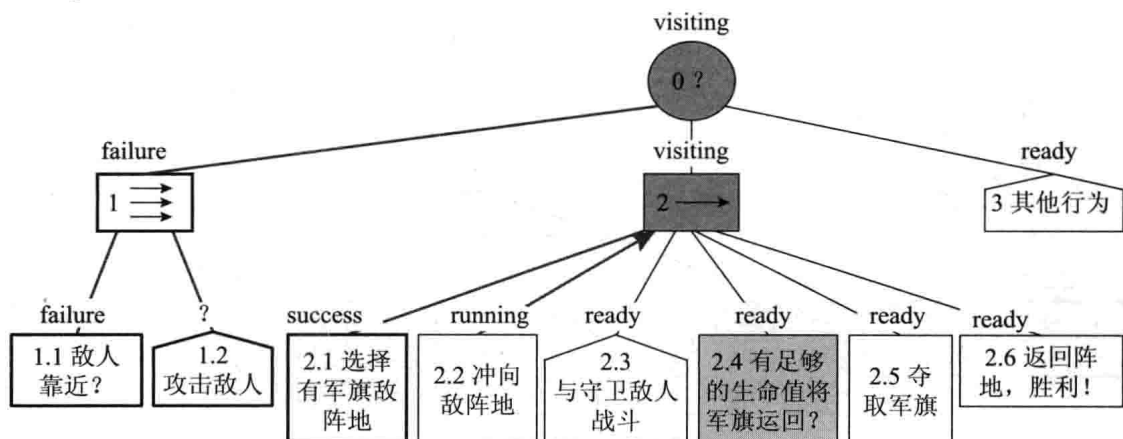 visiting
0 ?
failure
visiting
ready
1
2
3 其他行为
failure
?
success
running
ready
ready
ready
ready
1.1 敌人
靠近？
1.2
攻击敌人
2.1 选择
有军旗敌
阵地
2.2 冲向
敌阵地
2.3
与守卫敌人
战斗
2.4 有足够
的生命值将
军旗运回？
2.5 夺
取军旗
2.6 返回阵
地，胜利！